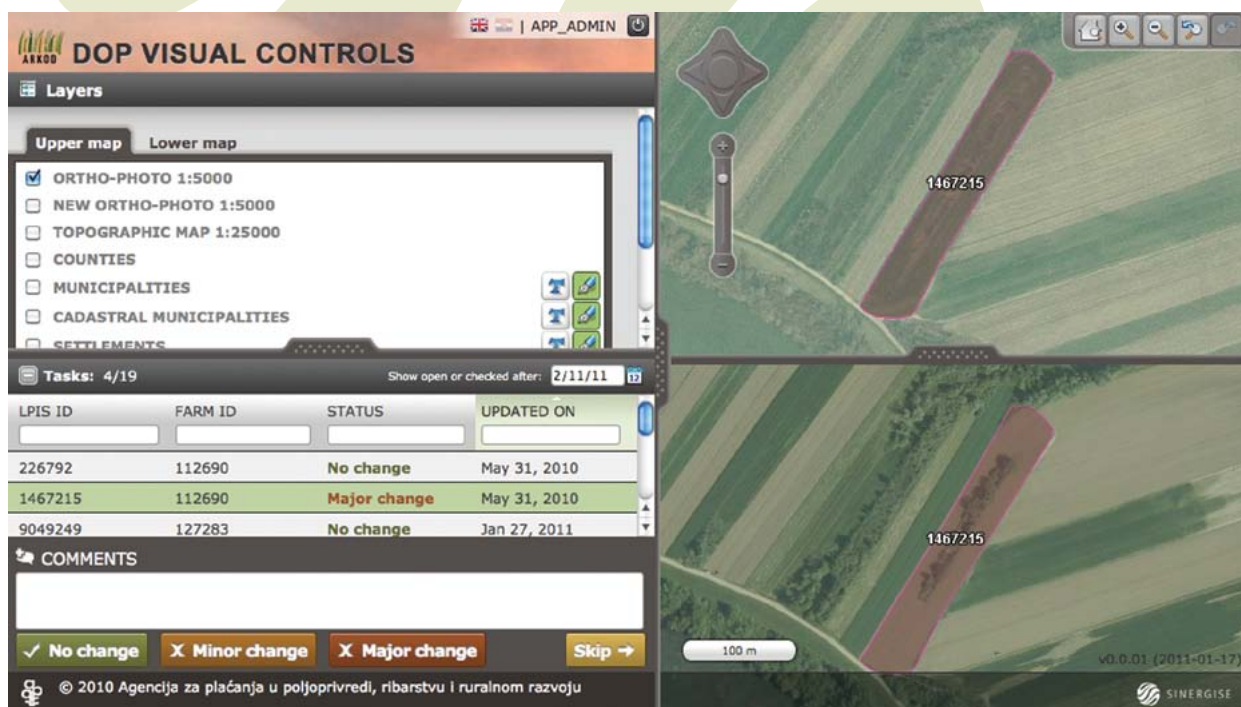 | APP_ADMIN
ARKOD DOP VISUAL CONTROLS
Layers
Upper map Lower map
ORTHO-PHOTO 1:5000
NEW ORTHO-PHOTO 1:5000
TOPOGRAPHIC MAP 1:25000
COUNTIES
MUNICIPALITIES
CADASTRAL MUNICIPALITIES
SETTLEMENTS
Tasks: 4/19 Show open or checked after: 2/11/11 12
LPIS ID FARM ID STATUS UPDATED ON
226792 112690 No change May 31, 2010
1467215 112690 Major change May 31, 2010
9049249 127283 No change Jan 27, 2011
COMMENTS
No change X Minor change X Major change Skip
© 2010 Agencija za plaćanja u poljoprivredi, ribarstvu i ruralnom razvoju
1467215
1467215
100 m
v0.0.01 (2011-01-17)
SINERGISE